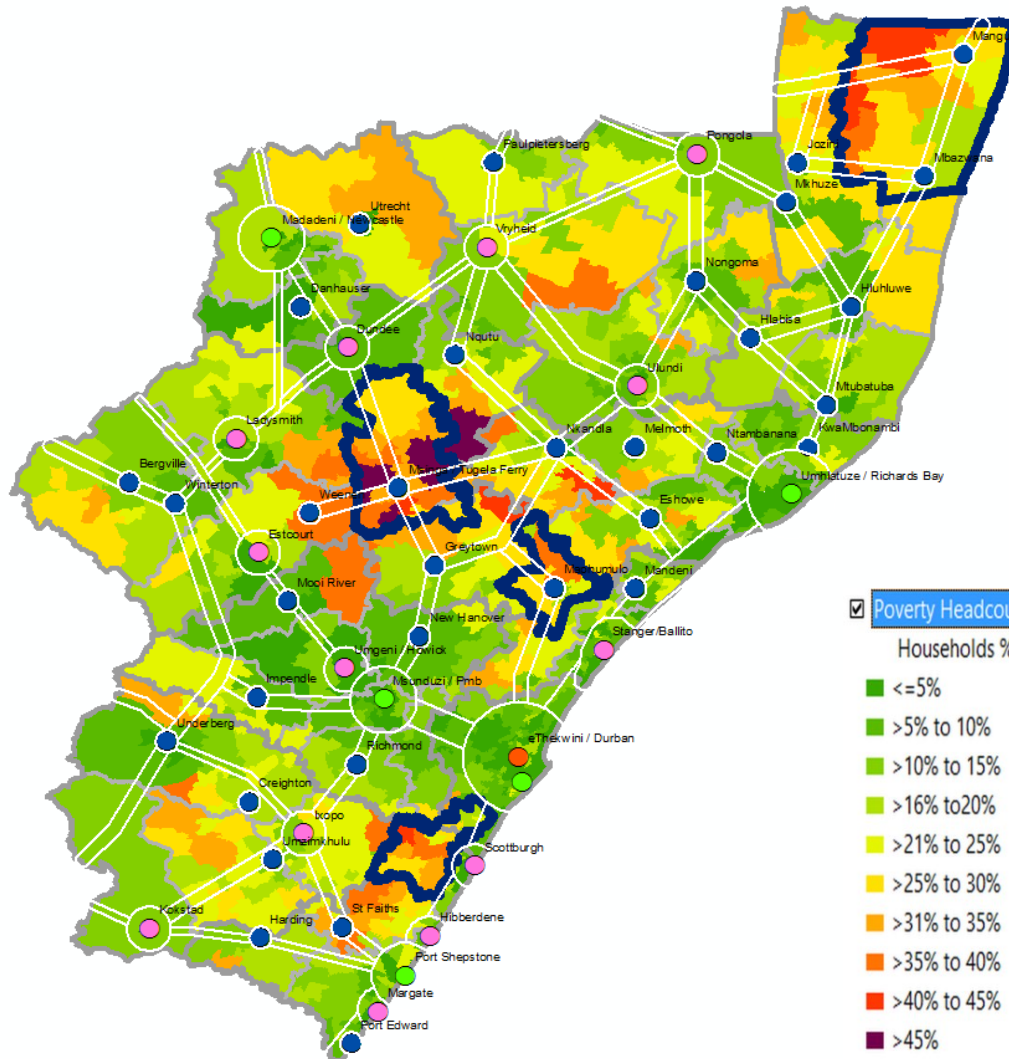 Mangu
Jozini
Mbazwana
Pongola
Paulpietersberg
Mkhuze
Utrecht
Madadeni / Newcastle
Vryheid
Nongoma
Danhauser
Hluhluwe
Hlabisa
Dundee
Nqutu
Ulundi
Mtubatuba
Ladysmith
Nkandla
Melmoth
Ntambanana
KwaMbonambi
Bergville
Winterton
Msinga / Tugela Ferry
Umhlatuze / Richards Bay
Weenen
Eshowe
Estcourt
Greytown
Mooi River
Maphumulo
Mandeni
New Hanover
Stanger/Ballito
Umgeni / Howick
Impendle
Msunduzi / Pmb
Underberg
Richmond
eThekwini / Durban
Creighton
Ixopo
Umzimkhulu
Scottburgh
Kokstad
Harding
St Faiths
Hibberdene
Port Shepstone
Margate
Port Edward
Poverty Headcou
Households %
<=5%
>5% to 10%
>10% to 15%
>16% to20%
>21% to 25%
>25% to 30%
>31% to 35%
>35% to 40%
>40% to 45%
>45%